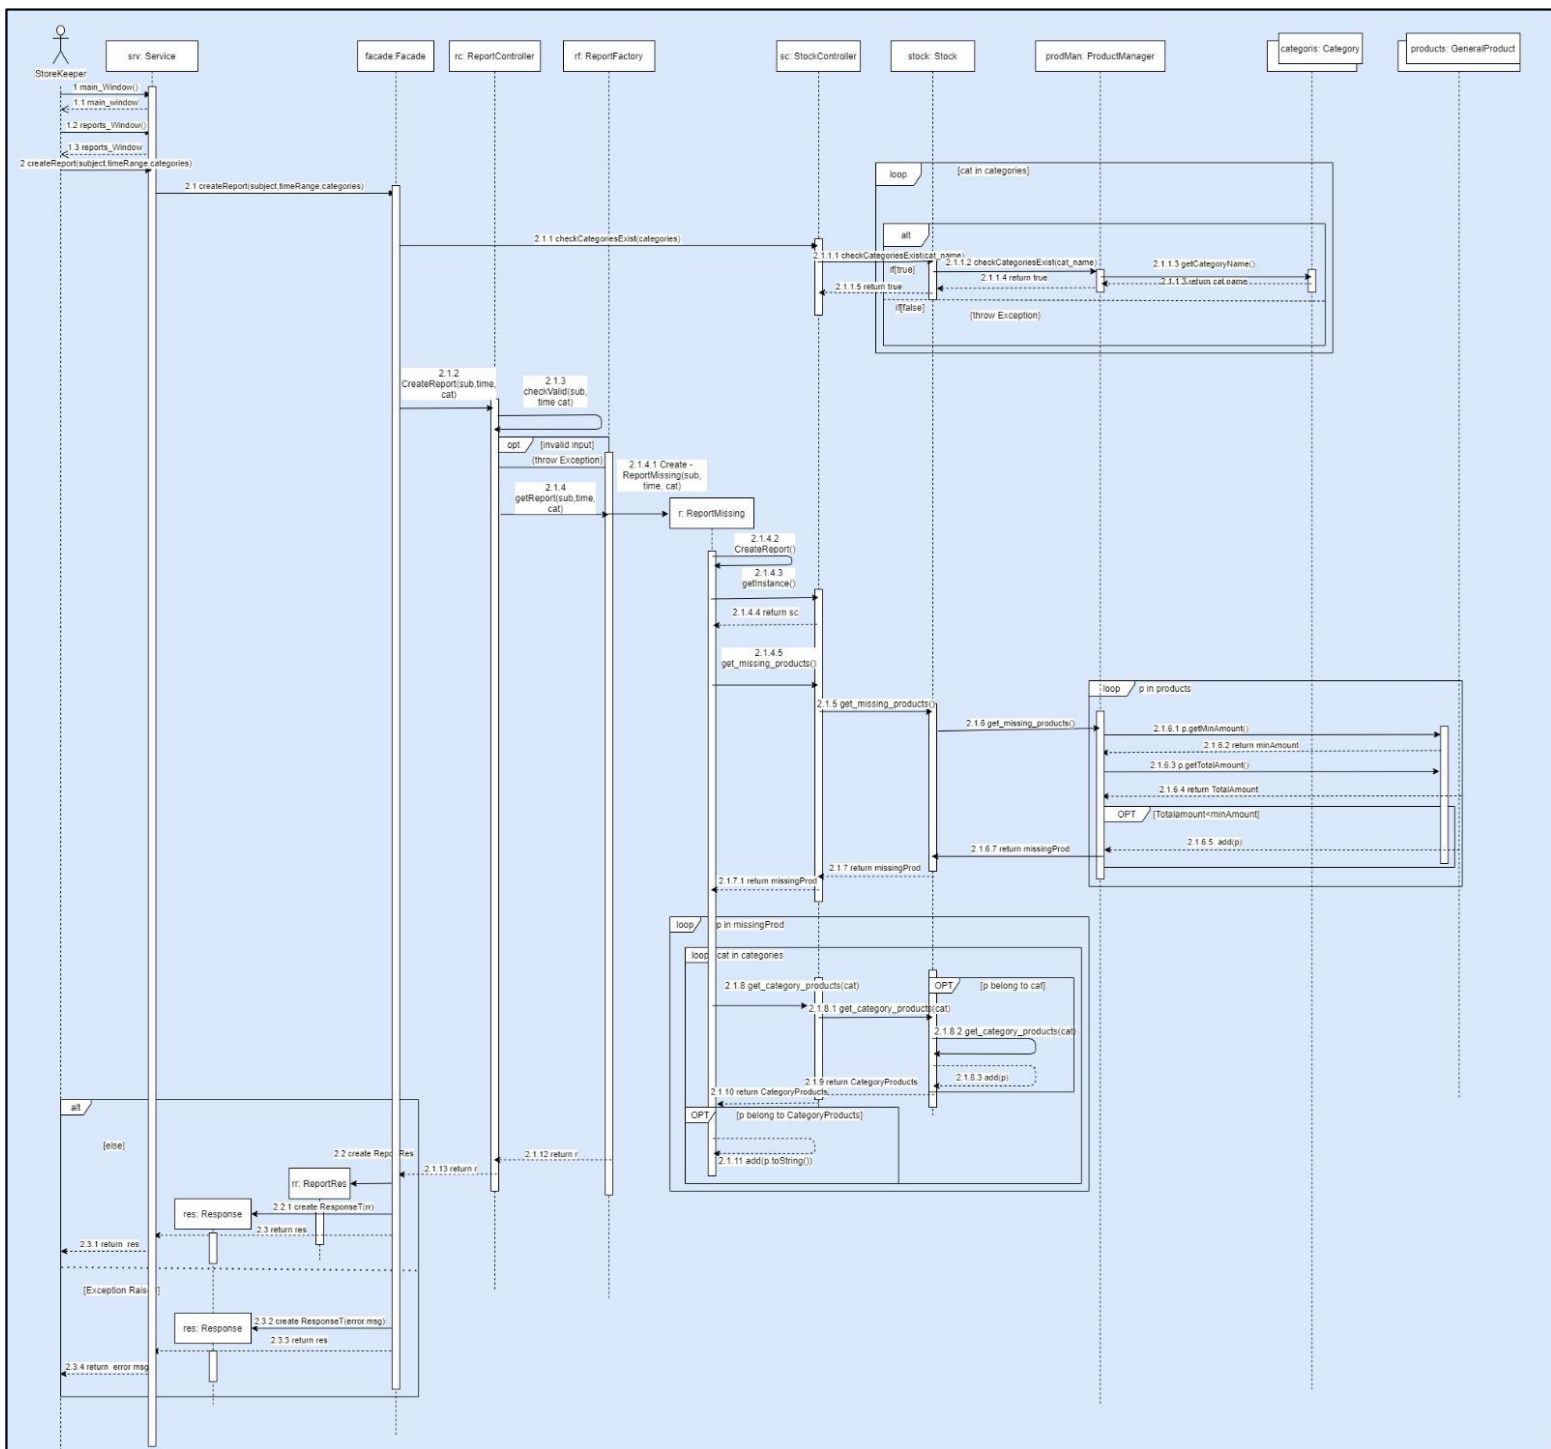 StoreKeeper
srv: Service
facade:Facade
rc: ReportController
rf: ReportFactory
sc: StockController
stock: Stock
prodMan: ProductManager
categoris: Category
products: GeneralProduct
1 main_Window()
1.1 main_window
1.2 reports_Window()
1.3 reports_Window
2 createReport(subject,timeRange,categories)
2.1 createReport(subject,timeRange,categories)
loop
[cat in categories]
alt
2.1.1 checkCategoriesExist(categories)
2.1.1.1 checkCategoriesExist(cat_name)
if[true]
2.1.1.2 checkCategoriesExist(cat_name)
2.1.1.3 getCategoryName()
2.1.1.3 return cat.name
2.1.1.4 return true
2.1.1.5 return true
if[false]
{throw Exception}
2.1.2
CreateReport(sub,time,
cat)
2.1.3
checkValid(sub,
time cat)
opt
[invalid input]
{throw Exception}
2.1.4.1 Create -
ReportMissing(sub,
time, cat)
2.1.4
getReport(sub,time,
cat)
r: ReportMissing
2.1.4.2
CreateReport()
2.1.4.3
getInstance()
2.1.4.4 return sc
2.1.4.5
get_missing_products()
loop
p in products
2.1.5 get_missing_products()
2.1.6 get_missing_products()
2.1.6.1 p.getMinAmount()
2.1.6.2 return minAmount
2.1.6.3 p.getTotalAmount()
2.1.6.4 return TotalAmount
OPT
[Totalamount<minAmount]
2.1.6.5. add(p)
2.1.6.7 return missingProd
2.1.7 return missingProd
2.1.7.1 return missingProd
loop
p in missingProd
loop
cat in categories
2.1.8 get_category_products(cat)
OPT
[p belong to cat]
2.1.8.1 get_category_products(cat)
2.1.8.2 get_category_products(cat)
2.1.8.3 add(p)
2.1.9 return CategoryProducts
2.1.10 return CategoryProducts
OPT
[p belong to CategoryProducts]
2.1.11 add(p.toString())
2.1.12 return r
2.1.13 return r
alt
[else]
2.2 create ReportRes
rr: ReportRes
res: Response
2.2.1 create ResponseT(rr)
2.3 return res
2.3.1 return res
[Exception Raised]
res: Response
2.3.2 create ResponseT(error.msg)
2.3.3 return res
2.3.4 return error msg